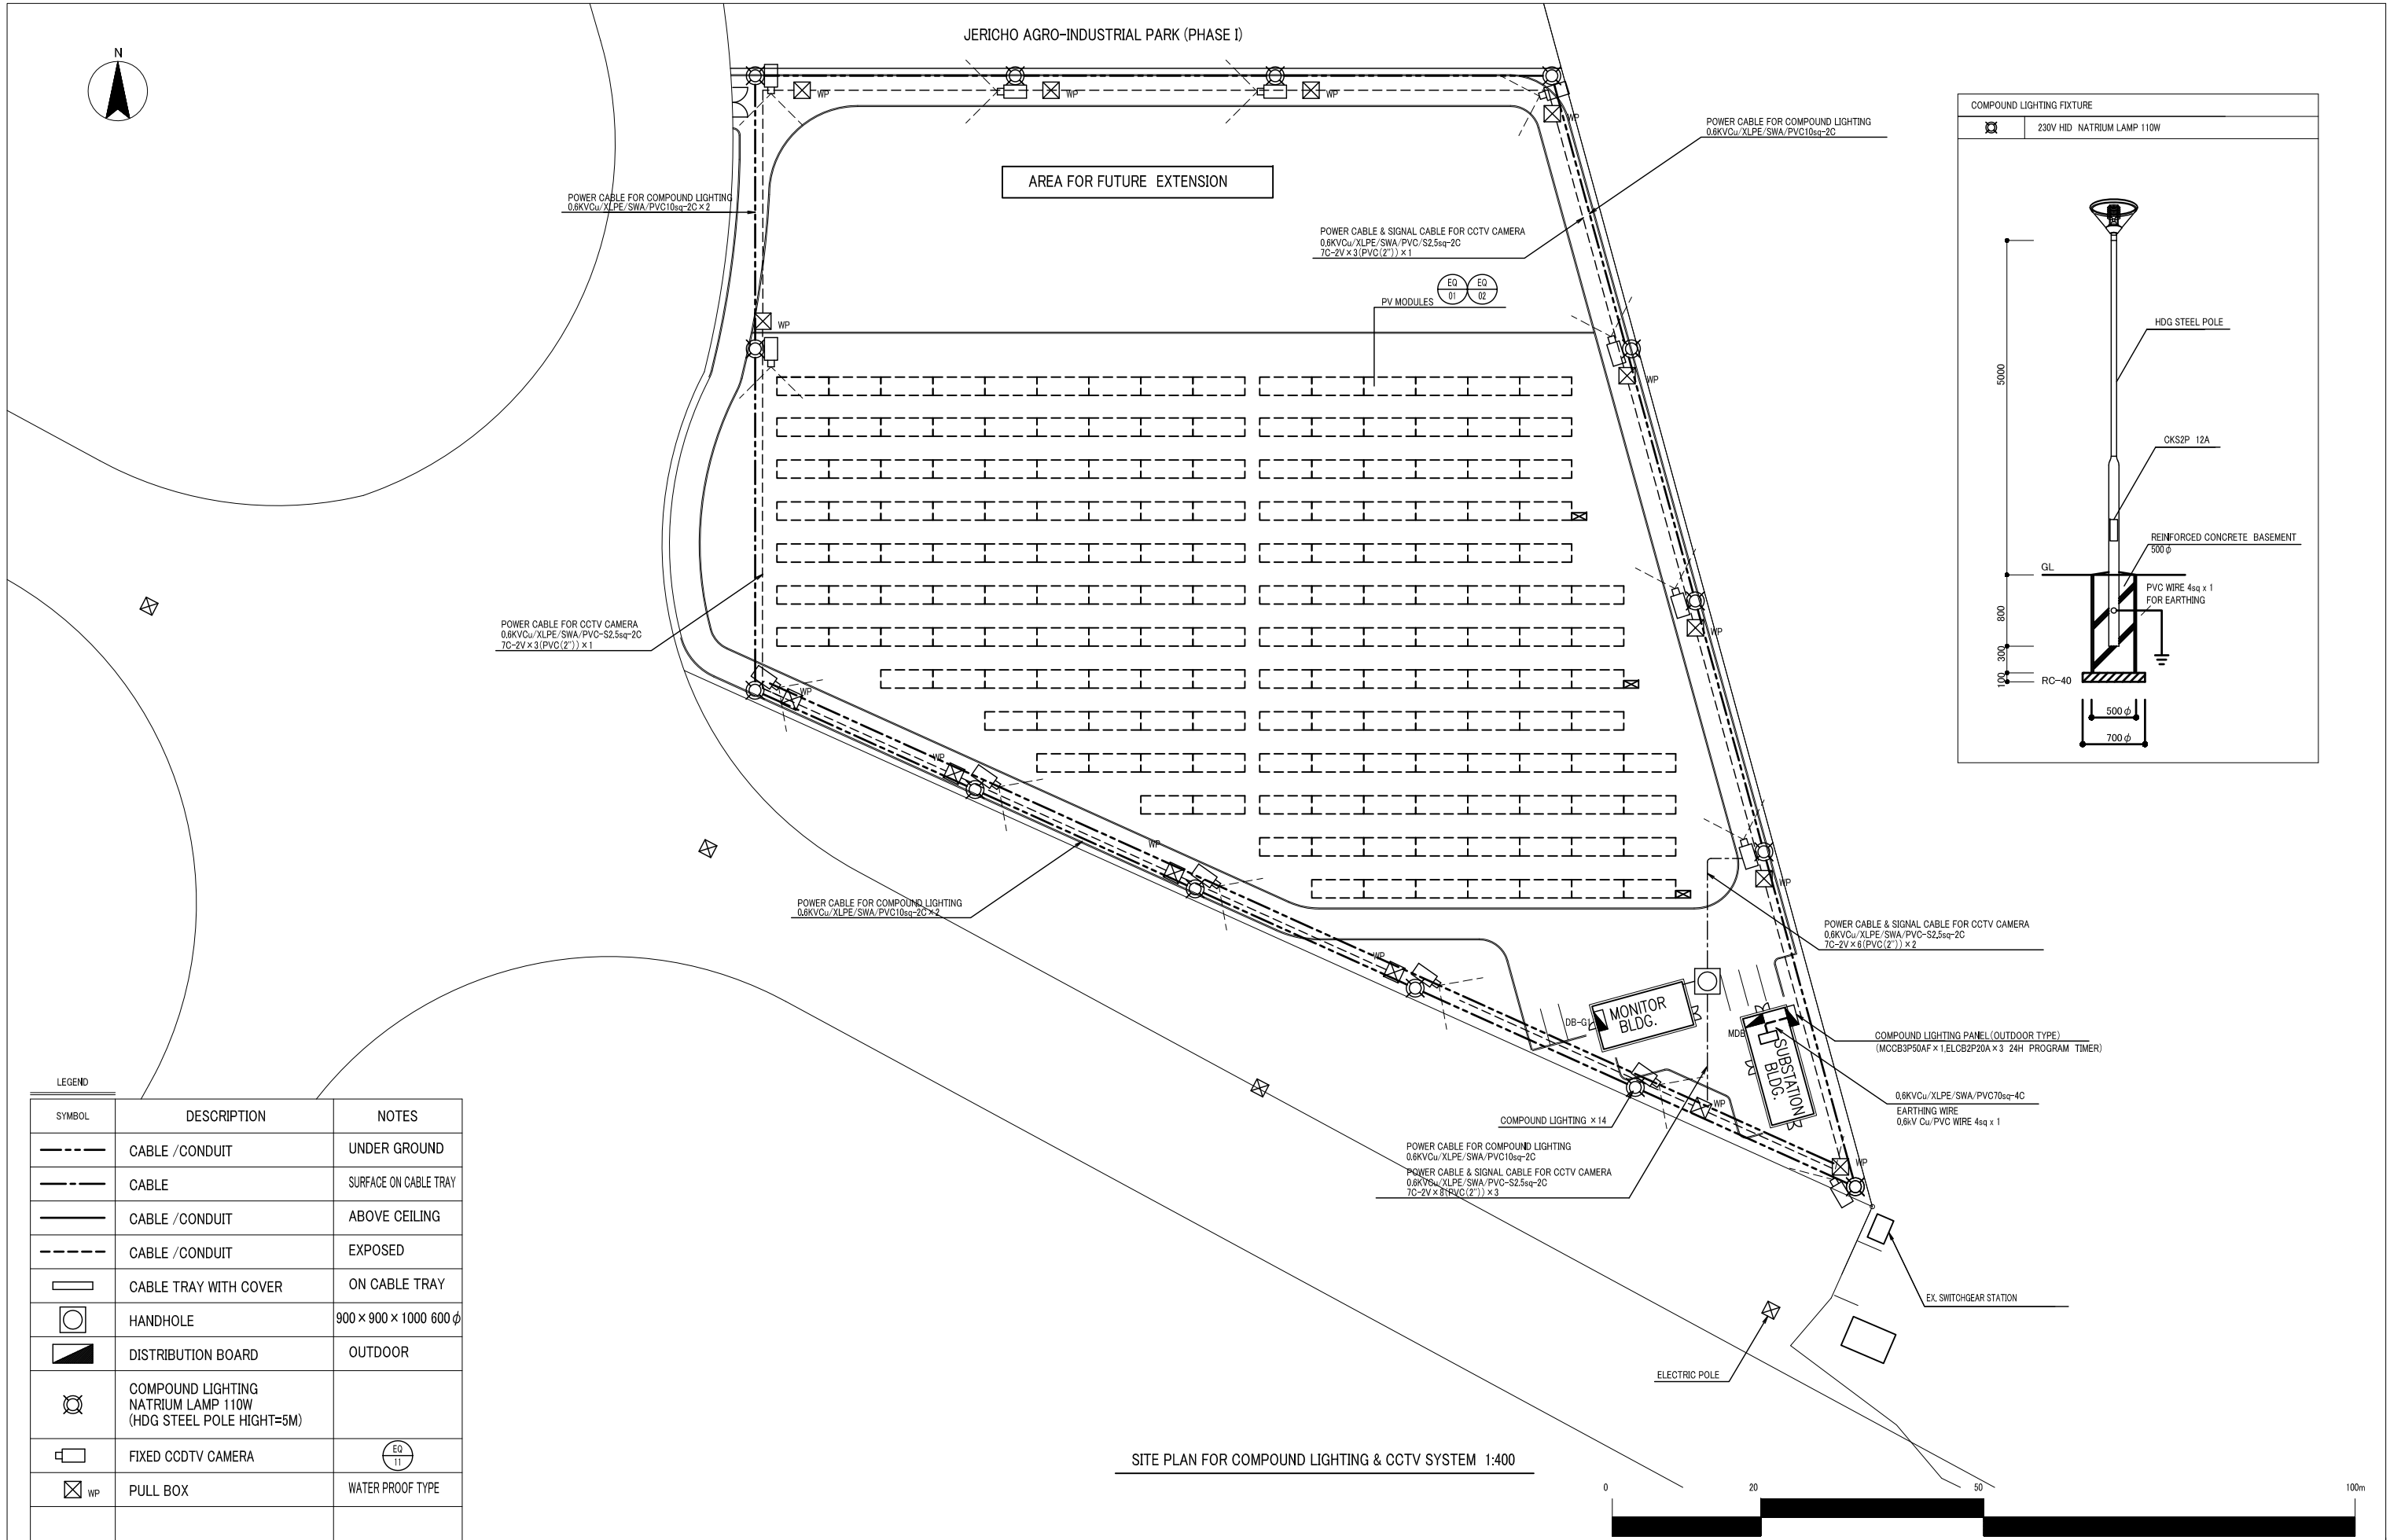 JERICHO AGRO-INDUSTRIAL PARK (PHASE I)
N
WP
WP
WP
WP
POWER CABLE FOR COMPOUND LIGHTING
0.6KVCu/XLPE/SWA/PVC10sq-2C
COMPOUND LIGHTING FIXTURE
230V HID NATRIUM LAMP 110W
AREA FOR FUTURE EXTENSION
POWER CABLE FOR COMPOUND LIGHTING
0.6KVCu/XLPE/SWA/PVC10sq-2C×2
POWER CABLE & SIGNAL CABLE FOR CCTV CAMERA
0.6KVCu/XLPE/SWA/PVC/S2.5sq-2C
7C-2V×3(PVC(2"))×1
EQ
01
EQ
02
PV MODULES
WP
WP
HDG STEEL POLE
5000
CKS2P 12A
REINFORCED CONCRETE BASEMENT
500ϕ
GL
PVC WIRE 4sq x 1
FOR EARTHING
800
300
100
RC-40
500ϕ
700ϕ
POWER CABLE FOR CCTV CAMERA
0.6KVCu/XLPE/SWA/PVC-S2.5sq-2C
7C-2V×3(PVC(2"))×1
WP
WP
WP
WP
WP
WP
POWER CABLE FOR COMPOUND LIGHTING
0.6KVCu/XLPE/SWA/PVC10sq-2C×2
POWER CABLE & SIGNAL CABLE FOR CCTV CAMERA
0.6KVCu/XLPE/SWA/PVC-S2.5sq-2C
7C-2V×6(PVC(2"))×2
DB-G1
MONITOR
BLDG.
MDB
SUBSTATION
BLDG.
COMPOUND LIGHTING PANEL(OUTDOOR TYPE)
(MCCB3P50AF×1,ELCB2P20A×3 24H PROGRAM TIMER)
0.6KVCu/XLPE/SWA/PVC70sq-4C
EARTHING WIRE
0.6kV Cu/PVC WIRE 4sq x 1
WP
COMPOUND LIGHTING ×14
POWER CABLE FOR COMPOUND LIGHTING
0.6KVCu/XLPE/SWA/PVC10sq-2C
POWER CABLE & SIGNAL CABLE FOR CCTV CAMERA
0.6KVCu/XLPE/SWA/PVC-S2.5sq-2C
7C-2V×8(PVC(2"))×3
WP
EX. SWITCHGEAR STATION
ELECTRIC POLE
LEGEND
SYMBOL DESCRIPTION NOTES
CABLE /CONDUIT UNDER GROUND
CABLE SURFACE ON CABLE TRAY
CABLE /CONDUIT ABOVE CEILING
CABLE /CONDUIT EXPOSED
CABLE TRAY WITH COVER ON CABLE TRAY
HANDHOLE 900×900×1000 600ϕ
DISTRIBUTION BOARD OUTDOOR
COMPOUND LIGHTING
NATRIUM LAMP 110W
(HDG STEEL POLE HIGHT=5M)
FIXED CCDTV CAMERA
EQ
11
WP PULL BOX WATER PROOF TYPE
SITE PLAN FOR COMPOUND LIGHTING & CCTV SYSTEM 1:400
0 20 50 100m